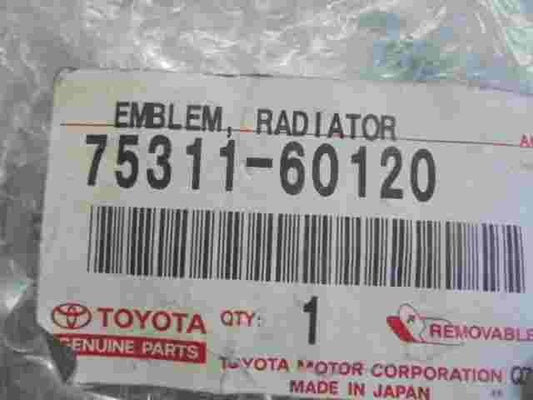 EMBLEM, RADIATOR
75311-60120
TOYOTA QTY: 1 REMOVABLE
GENUINE PARTS
TOYOTA MOTOR CORPORATION
MADE IN JAPAN